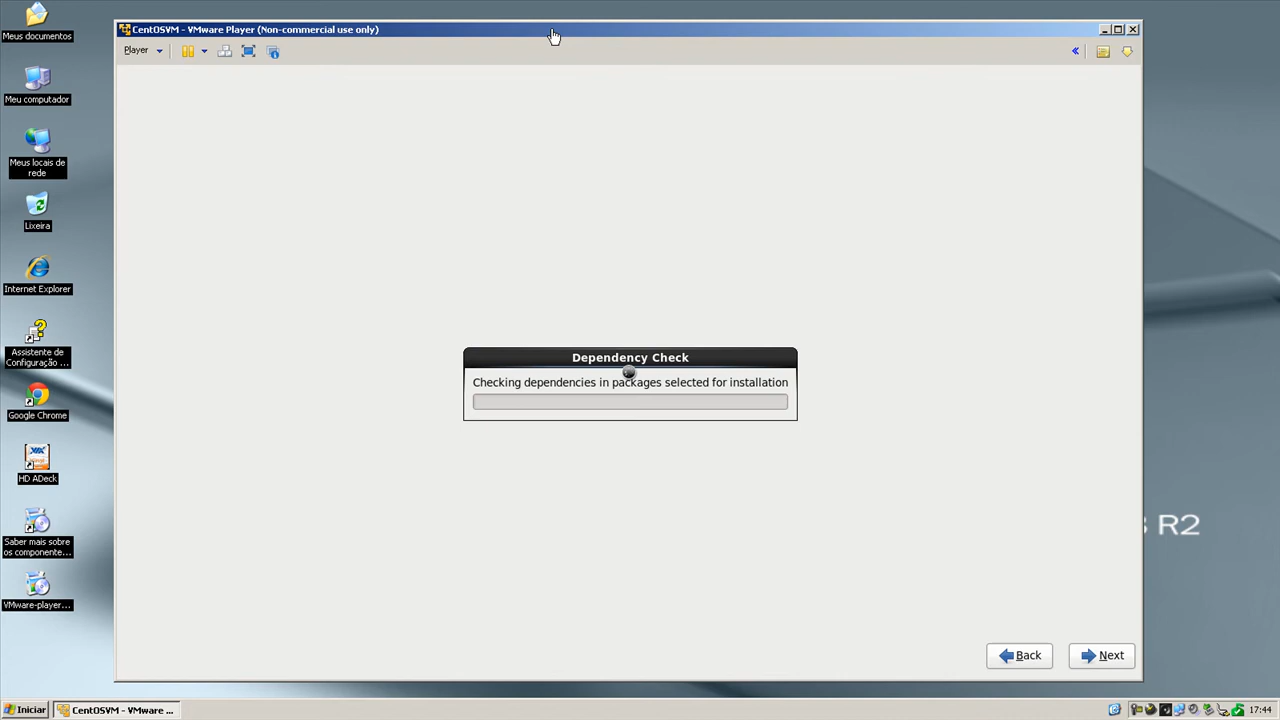 Meus documentos
Meu computador
Meus locais de
rede
Lixeira
Internet Explorer
Assistente de
Configuração ...
Google Chrome
HD ADeck
Saber mais sobre
os componente...
VMware-player...
CentOSVM - VMware Player (Non-commercial use only)
Player
Dependency Check
Checking dependencies in packages selected for installation
Back
Next
R2
Iniciar
CentOSVM - VMware ...
17:44